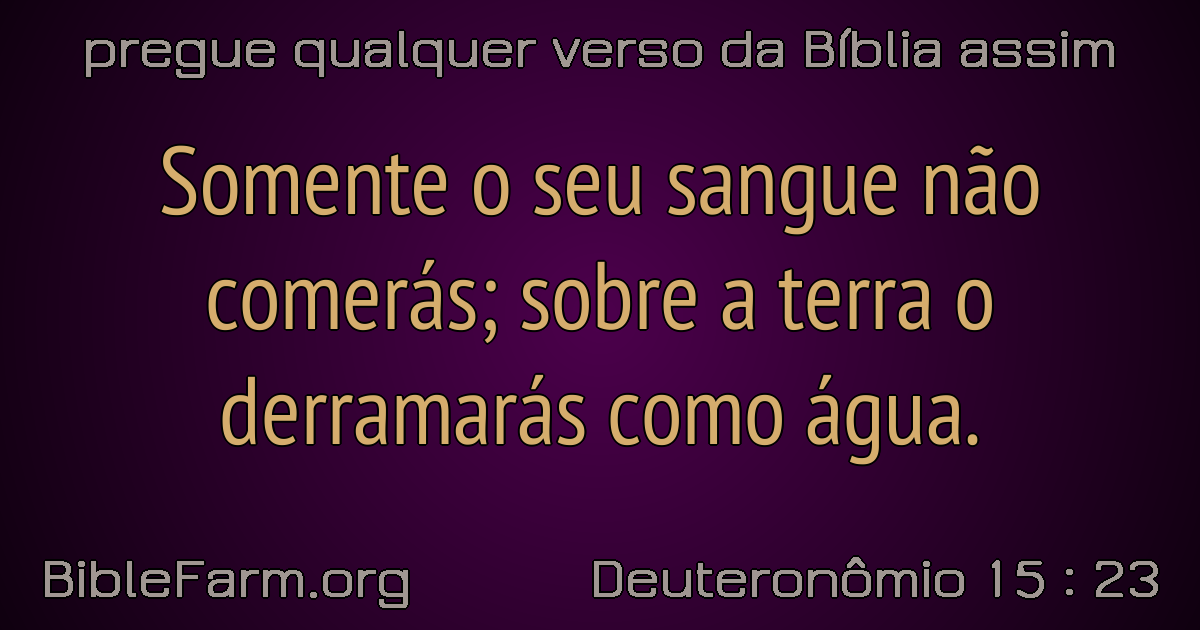 pregue qualquer verso da Bíblia assim
Somente o seu sangue não
comerás; sobre a terra o
derramarás como água.
BibleFarm.org
Deuteronômio 15 : 23